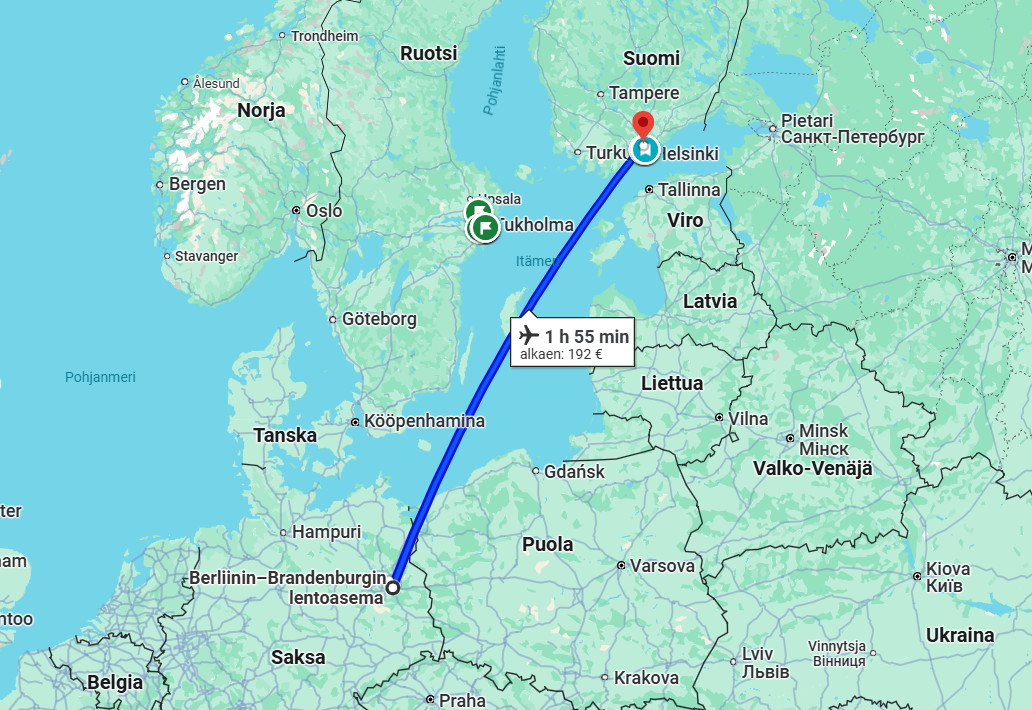 Trondheim
Ruotsi
Suomi
Pohjanlahti
Ålesund
Tampere
Norja
Pietari
Санкт-Петербург
Turku
Helsinki
Bergen
Tallinna
Upsala
Oslo
Tukholma
Viro
Stavanger
Itämeri
Latvia
Göteborg
1 h 55 min
alkaen: 192 €
Pohjanmeri
Liettua
Kööpenhamina
Vilna
Tanska
Minsk
Мінск
Valko-Venäjä
Gdańsk
Hampuri
Puola
Varsova
Kiova
Київ
Berliinin–Brandenburgin
lentoasema
Ukraina
Saksa
Vinnytsja
Вінниця
Lviv
Львів
Belgia
Krakova
Praha